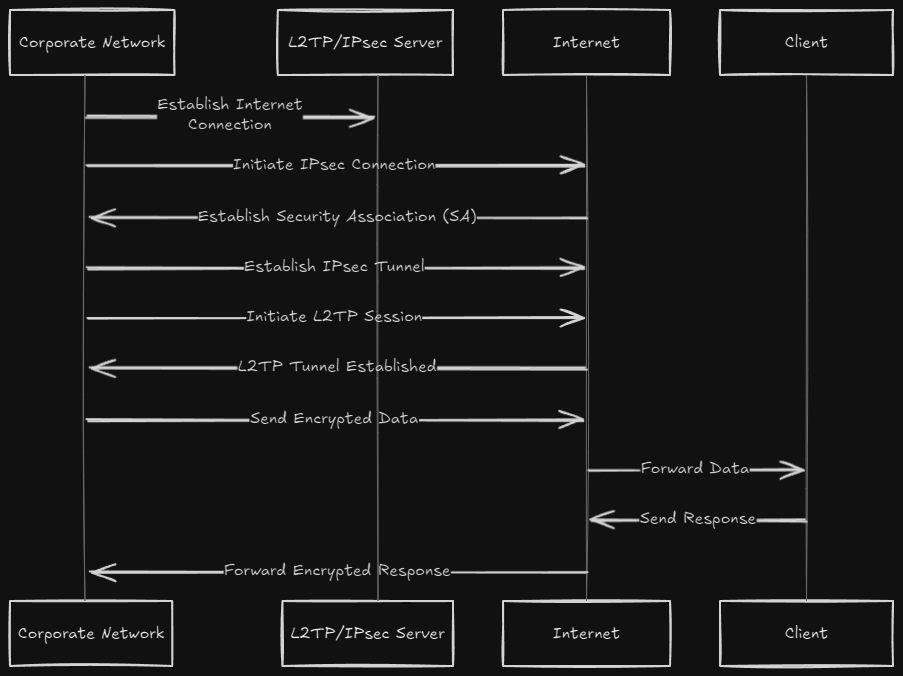 Corporate Network
L2TP/IPsec Server
Internet
Client
Establish Internet
Connection
Initiate IPsec Connection
Establish Security Association (SA)
Establish IPsec Tunnel
Initiate L2TP Session
L2TP Tunnel Established
Send Encrypted Data
Forward Data
Send Response
Forward Encrypted Response
Corporate Network
L2TP/IPsec Server
Internet
Client